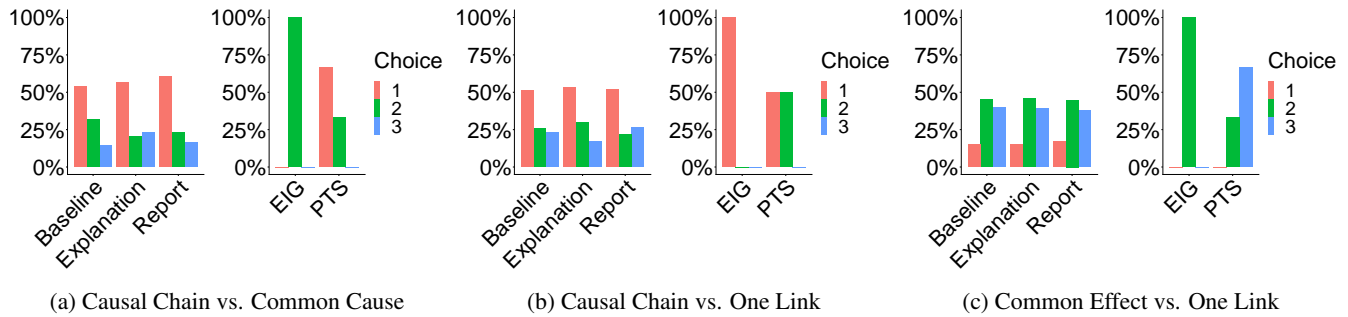 100%
75%
50%
25%
0%
Baseline
Explanation
Report
100%
75%
50%
25%
0%
EIG
PTS
Choice
1
2
3
(a) Causal Chain vs. Common Cause
100%
75%
50%
25%
0%
Baseline
Explanation
Report
100%
75%
50%
25%
0%
EIG
PTS
Choice
1
2
3
(b) Causal Chain vs. One Link
100%
75%
50%
25%
0%
Baseline
Explanation
Report
100%
75%
50%
25%
0%
EIG
PTS
Choice
1
2
3
(c) Common Effect vs. One Link